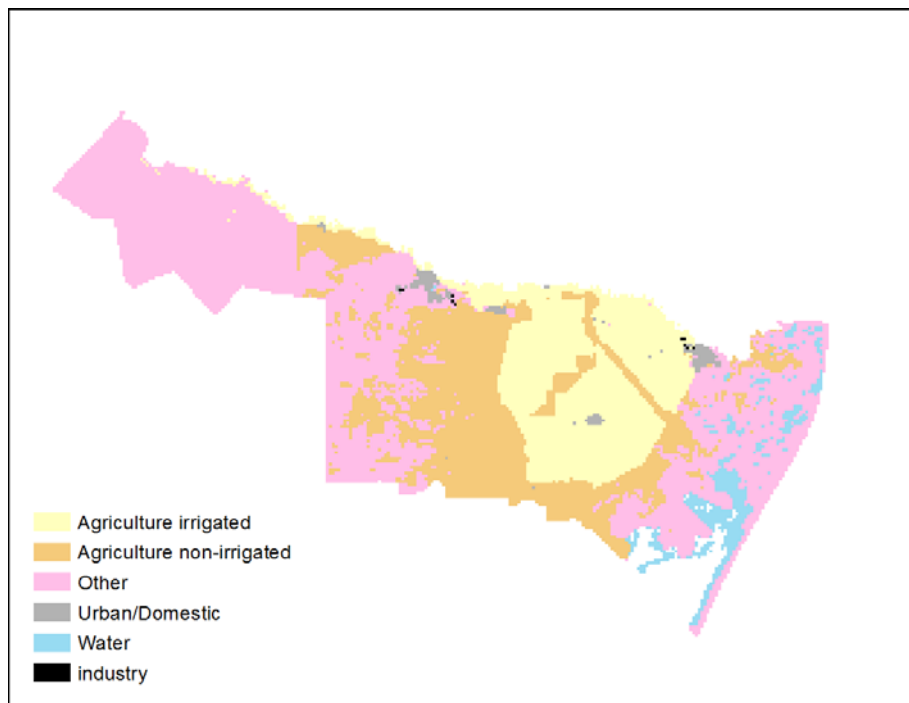 Agriculture irrigated
Agriculture non-irrigated
Other
Urban/Domestic
Water
industry